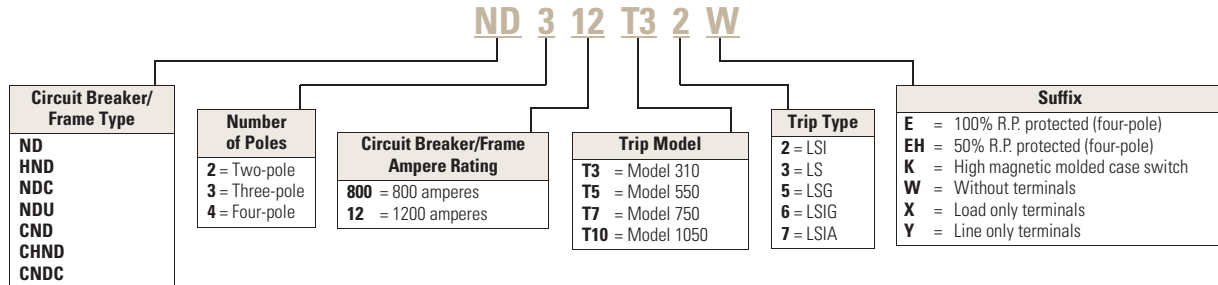 ND 3 12 T3 2 W
Circuit Breaker/
Frame Type
ND
HND
NDC
NDU
CND
CHND
CNDC
Number
of Poles
2 = Two-pole
3 = Three-pole
4 = Four-pole
Circuit Breaker/Frame
Ampere Rating
800 = 800 amperes
12 = 1200 amperes
Trip Model
T3 = Model 310
T5 = Model 550
T7 = Model 750
T10 = Model 1050
Trip Type
2 = LSI
3 = LS
5 = LSG
6 = LSIG
7 = LSIA
Suffix
E = 100% R.P. protected (four-pole)
EH = 50% R.P. protected (four-pole)
K = High magnetic molded case switch
W = Without terminals
X = Load only terminals
Y = Line only terminals